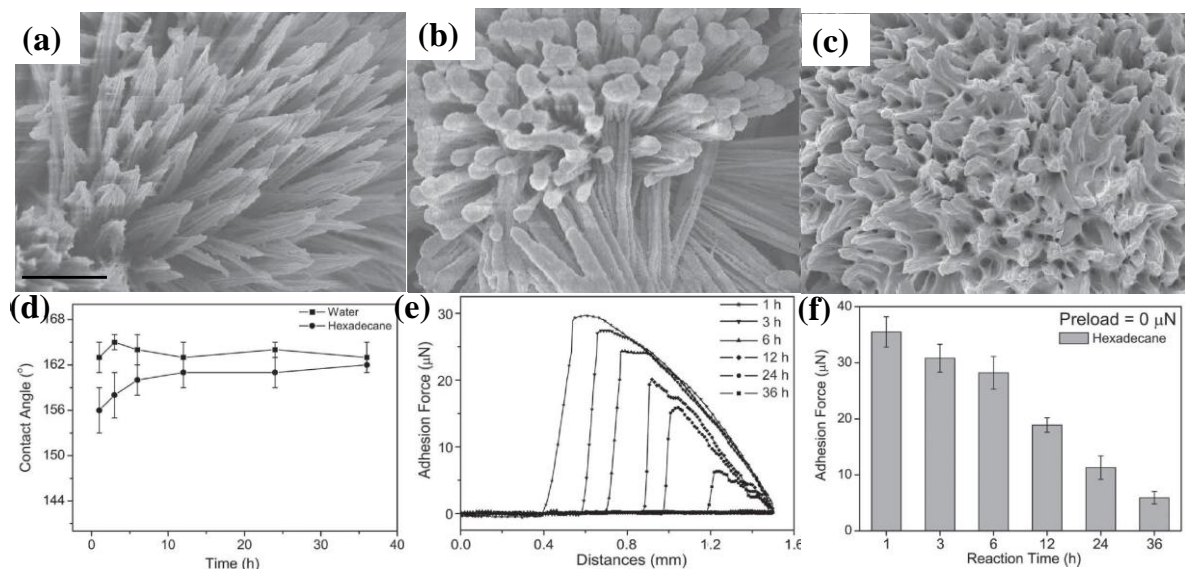 (a)
(b)
(c)
(d)
168
162
156
150
144
Contact Angle (°)
Water
Hexadecane
0
10
20
30
40
Time (h)
(e)
30
20
10
0
Adhesion Force (μN)
1 h
3 h
6 h
12 h
24 h
36 h
0.0
0.4
0.8
1.2
1.6
Distances (mm)
(f)
40
30
20
10
0
Adhesion Force (μN)
Preload = 0 μN
Hexadecane
1
3
6
12
24
36
Reaction Time (h)